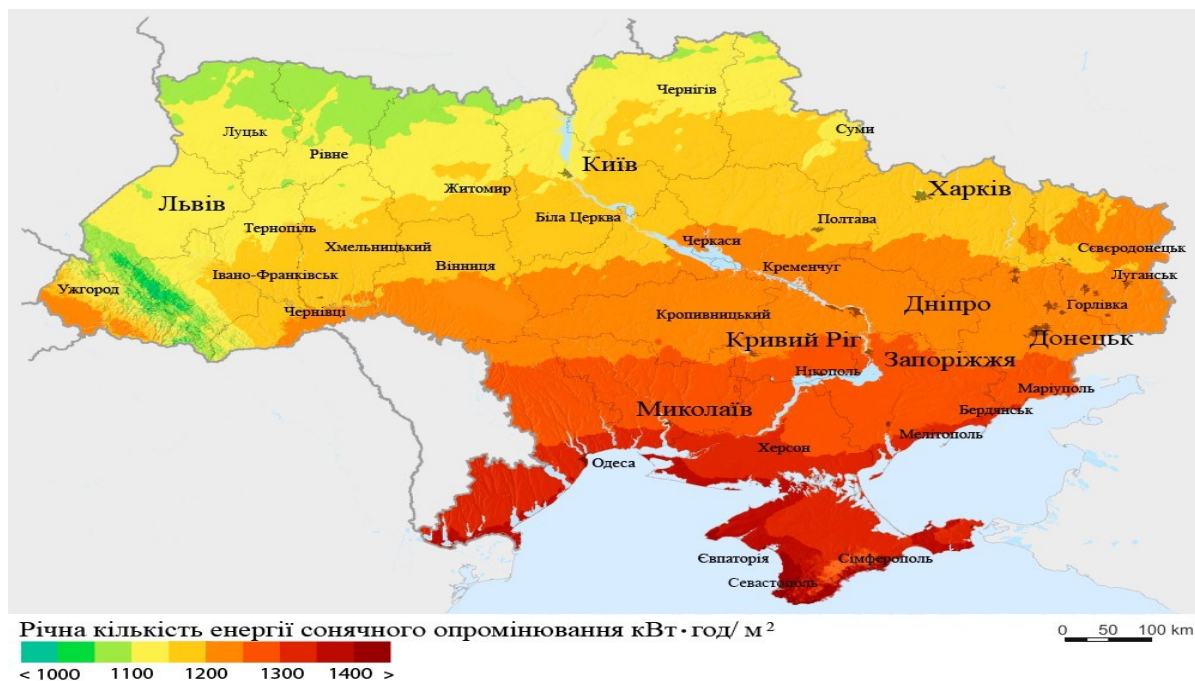 Чернігів
Луцьк
Суми
Рівне
Київ
Житомир
Харків
Львів
Біла Церква
Полтава
Тернопіль
Черкаси
Хмельницький
Сєвєродонецьк
Вінниця
Кременчуг
Івано-Франківськ
Луганськ
Ужгород
Дніпро
Горлівка
Чернівці
Кропивницький
Кривий Ріг
Донецьк
Запоріжжя
Нікополь
Маріуполь
Миколаїв
Бердянськ
Мелітополь
Херсон
Одеса
Євпаторія
Сімферополь
Севастополь
Річна кількість енергії сонячного опромінювання кВт·год/ м²
0 50 100 km
< 1000 1100 1200 1300 1400 >